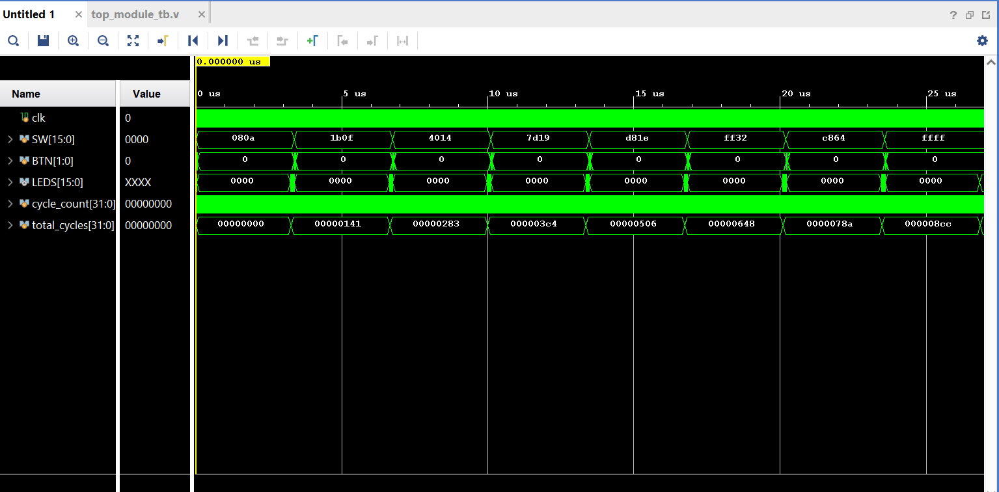 Untitled 1 × top_module_tb.v × ?
0.000000 us
Name Value 0 us 5 us 10 us 15 us 20 us 25 us
clk 0
SW[15:0] 0000 080a 1b0f 4014 7d19 d81e ff32 c864 ffff
BTN[1:0] 0 0 0 0 0 0 0 0 0
LEDS[15:0] XXXX 0000 0000 0000 0000 0000 0000 0000 0000
cycle_count[31:0] 00000000
total_cycles[31:0] 00000000 00000000 00000141 00000283 000003c4 00000506 00000648 0000078a 000008cc